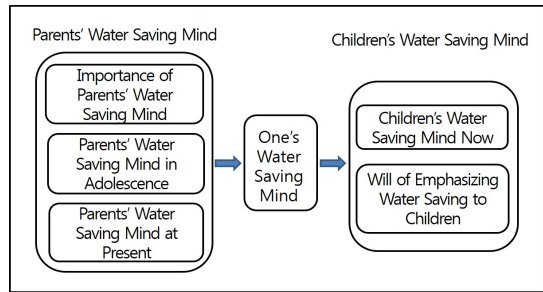 Parents' Water Saving Mind
Importance of
Parents' Water
Saving Mind
Parents' Water
Saving Mind in
Adolescence
Parents' Water
Saving Mind at
Present
One's
Water
Saving
Mind
Children's Water Saving Mind
Children's Water
Saving Mind Now
Will of Emphasizing
Water Saving to
Children